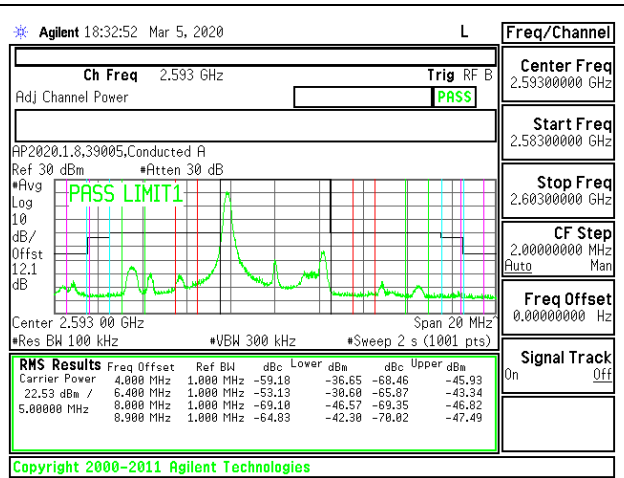 Agilent 18:32:52 Mar 5, 2020 L
Ch Freq 2.593 GHz Trig RF B
Adj Channel Power PASS
AP2020.1.8,39005,Conducted A
Ref 30 dBm #Atten 30 dB
#Avg
Log
10
dB/
Offst
12.1
dB
PASS LIMIT1
Center 2.593 00 GHz Span 20 MHz^
#Res BW 100 kHz #VBW 300 kHz #Sweep 2 s (1001 pts)
RMS Results Freq Offset Ref BW dBc Lower dBm dBc Upper dBm
Carrier Power 4.000 MHz 1.000 MHz -59.18 -36.65 -68.46 -45.93
22.53 dBm / 6.400 MHz 1.000 MHz -53.13 -30.60 -65.87 -43.34
5.00000 MHz 8.000 MHz 1.000 MHz -69.10 -46.57 -69.35 -46.82
8.900 MHz 1.000 MHz -64.83 -42.30 -70.02 -47.49
Copyright 2000-2011 Agilent Technologies
Freq/Channel
Center Freq
2.59300000 GHz
Start Freq
2.58300000 GHz
Stop Freq
2.60300000 GHz
CF Step
2.00000000 MHz
Auto Man
Freq Offset
0.00000000 Hz
Signal Track
On Off